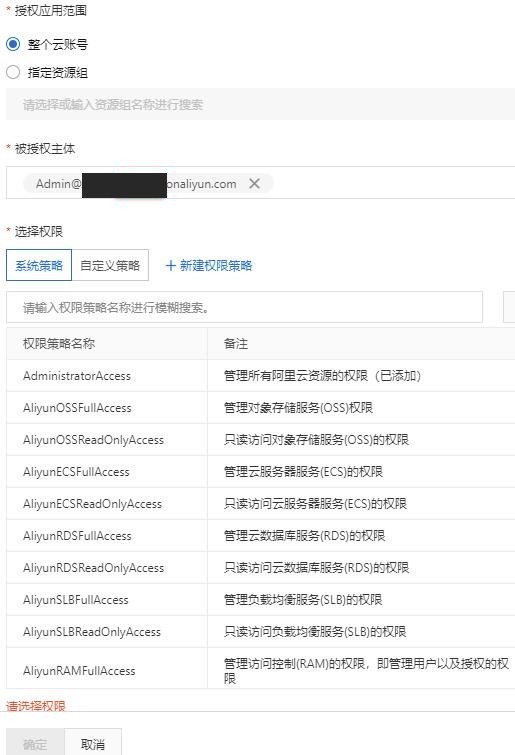 * 授权应用范围
整个云账号
指定资源组
请选择或输入资源组名称进行搜索
* 被授权主体
Admin@ onaliyun.com ×
* 选择权限
系统策略 自定义策略 + 新建权限策略
请输入权限策略名称进行模糊搜索。
权限策略名称 备注
AdministratorAccess 管理所有阿里云资源的权限（已添加）
AliyunOSSFullAccess 管理对象存储服务(OSS)权限
AliyunOSSReadOnlyAccess 只读访问对象存储服务(OSS)的权限
AliyunECSFullAccess 管理云服务器服务(ECS)的权限
AliyunECSReadOnlyAccess 只读访问云服务器服务(ECS)的权限
AliyunRDSFullAccess 管理云数据库服务(RDS)的权限
AliyunRDSReadOnlyAccess 只读访问云数据库服务(RDS)的权限
AliyunSLBFullAccess 管理负载均衡服务(SLB)的权限
AliyunSLBReadOnlyAccess 只读访问负载均衡服务(SLB)的权限
AliyunRAMFullAccess 管理访问控制(RAM)的权限，即管理用户以及授权的权
限
请选择权限
确定 取消